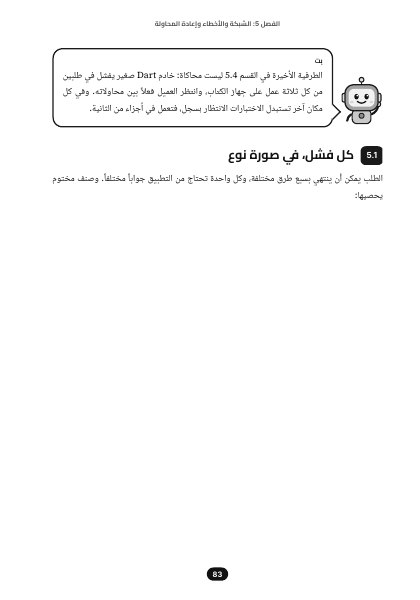 الفصل 5: الشبكة والأخطاء وإعادة المحاولة
بت
الطرفية الأخيرة في القسم 5.4 ليست محاكاة: خادم Dart صغير يفشل في طلبين
من كل ثلاثة عمل على جهاز الكتاب، وانتظر العميل فعلاً بين محاولاته. وفي كل
مكان آخر تستبدل الاختبارات الانتظار بسجل، فتعمل في أجزاء من الثانية.
5.1 كل فشل، في صورة نوع
الطلب يمكن أن ينتهي بسبع طرق مختلفة، وكل واحدة تحتاج من التطبيق جواباً مختلفاً. وصنف مختوم
يحصيها:
83